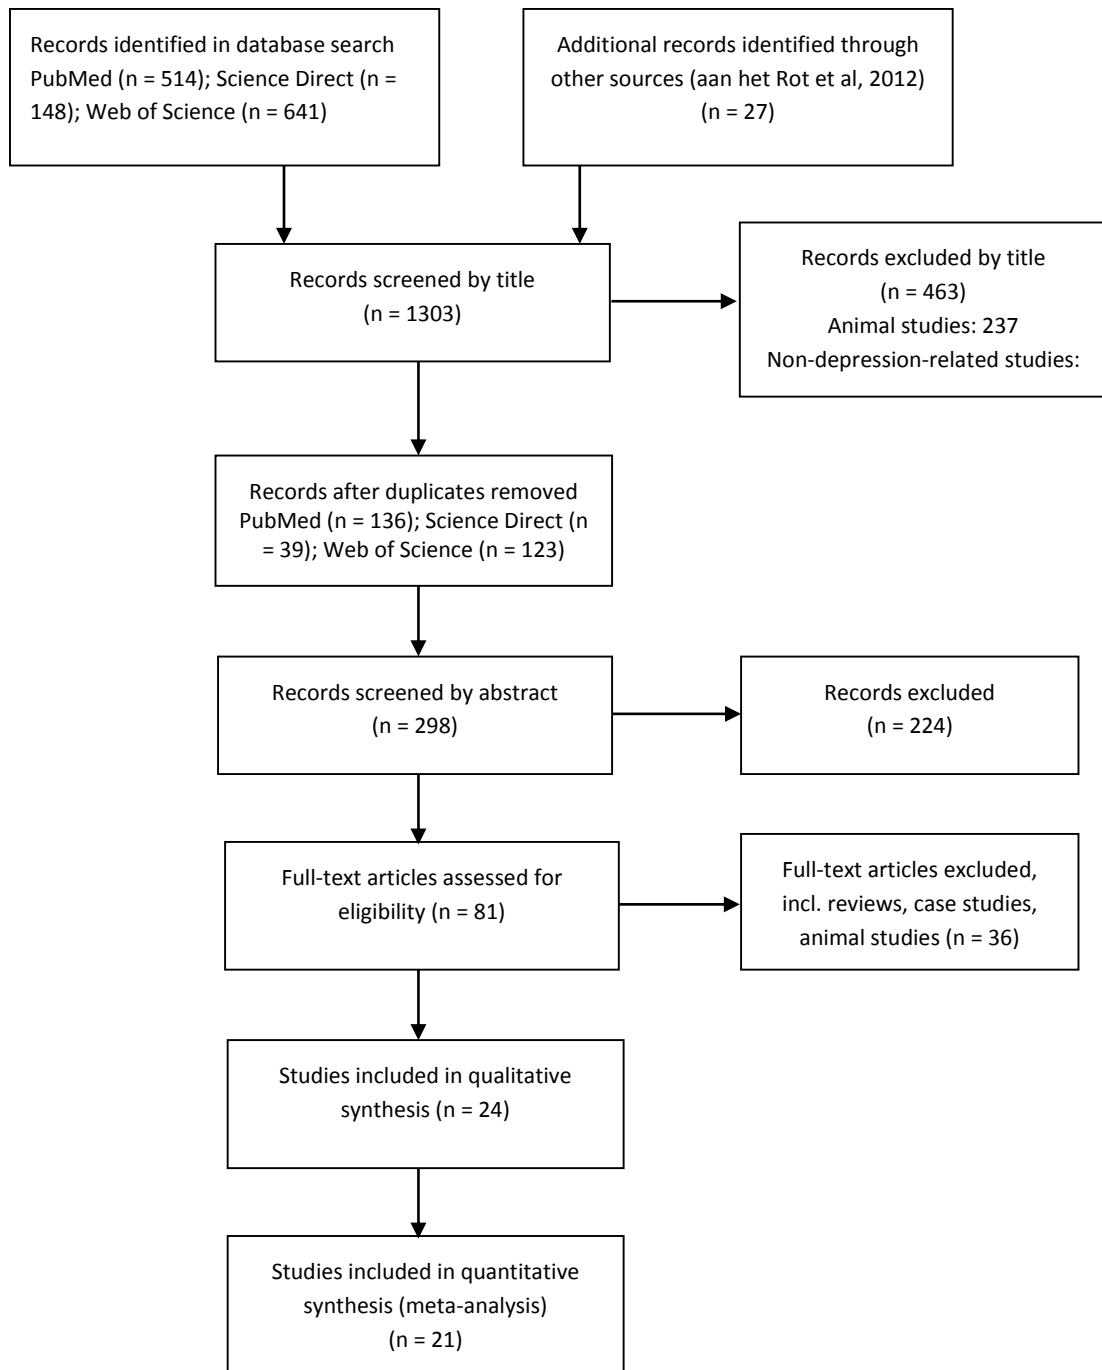 Records identified in database search
PubMed (n = 514); Science Direct (n =
148); Web of Science (n = 641)
Additional records identified through
other sources (aan het Rot et al, 2012)
(n = 27)
Records screened by title
(n = 1303)
Records excluded by title
(n = 463)
Animal studies: 237
Non-depression-related studies:
Records after duplicates removed
PubMed (n = 136); Science Direct (n
= 39); Web of Science (n = 123)
Records screened by abstract
(n = 298)
Records excluded
(n = 224)
Full-text articles assessed for
eligibility (n = 81)
Full-text articles excluded,
incl. reviews, case studies,
animal studies (n = 36)
Studies included in qualitative
synthesis (n = 24)
Studies included in quantitative
synthesis (meta-analysis)
(n = 21)